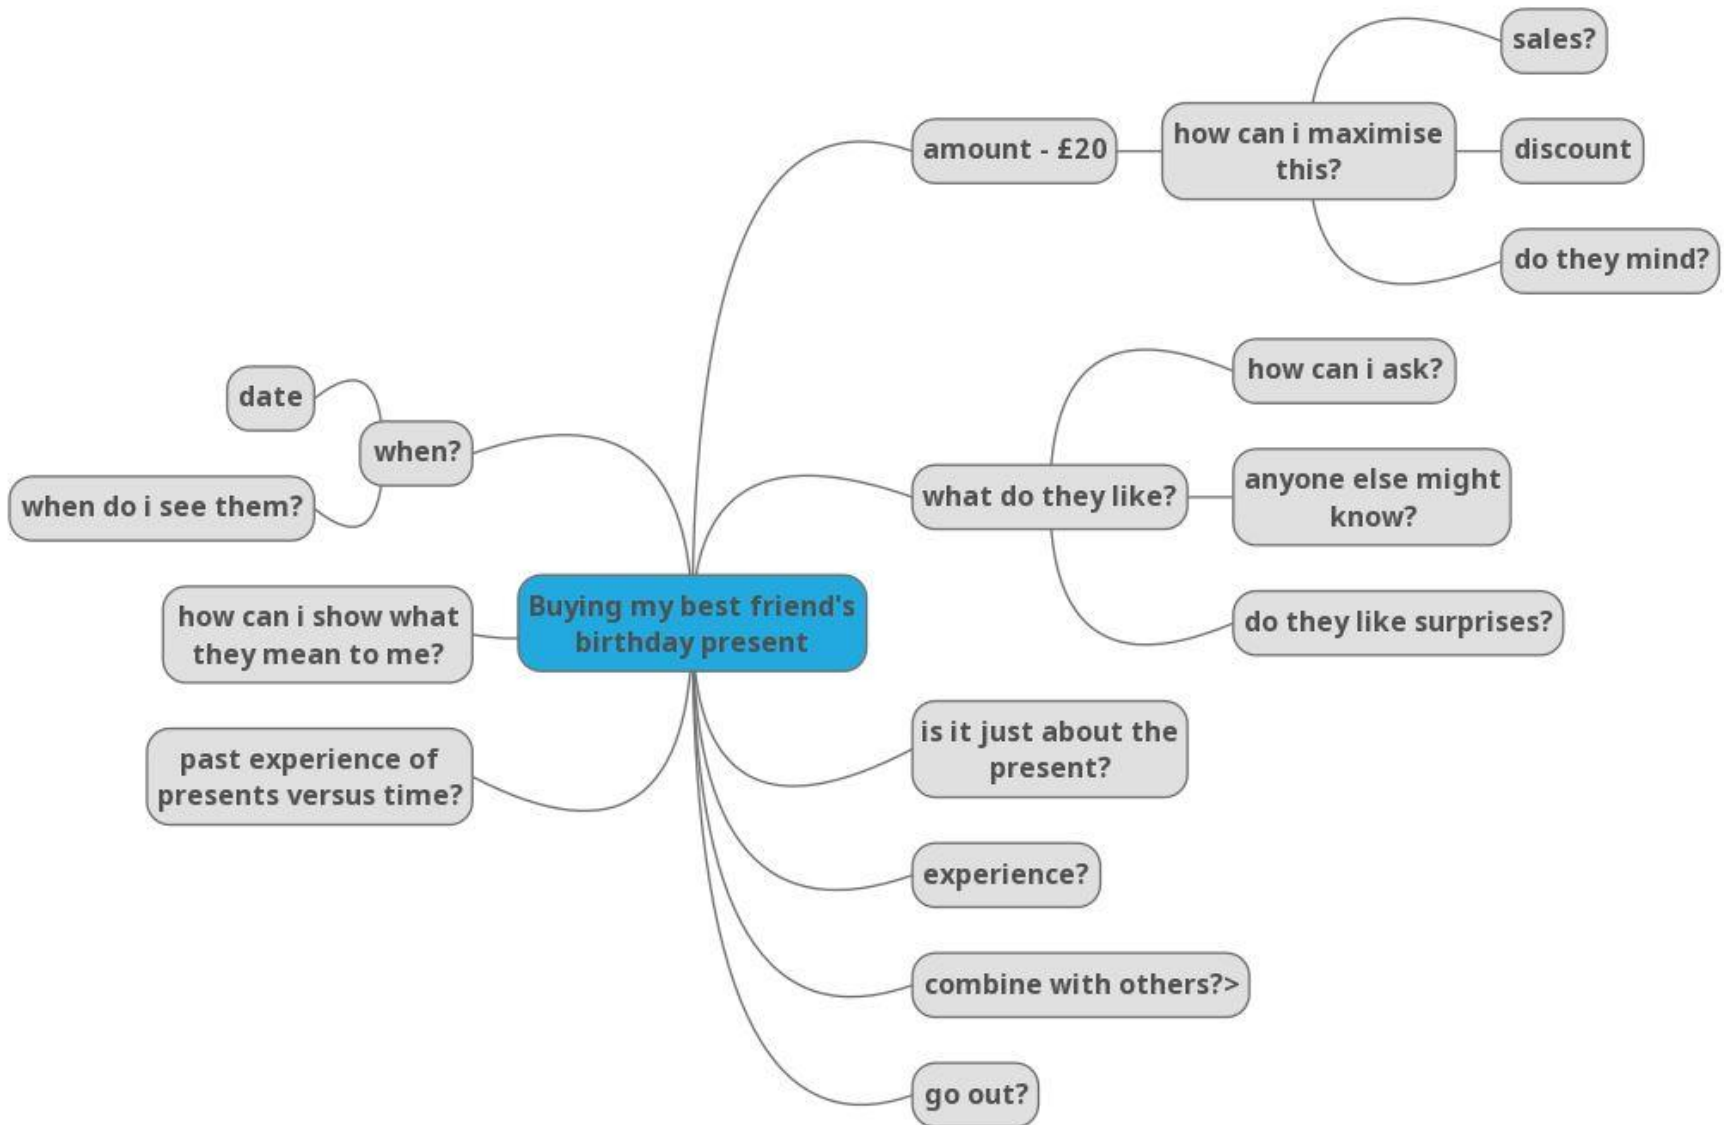 Buying my best friend's
birthday present
amount - £20
how can i maximise
this?
sales?
discount
do they mind?
what do they like?
how can i ask?
anyone else might
know?
do they like surprises?
is it just about the
present?
experience?
combine with others?>
go out?
when?
date
when do i see them?
how can i show what
they mean to me?
past experience of
presents versus time?